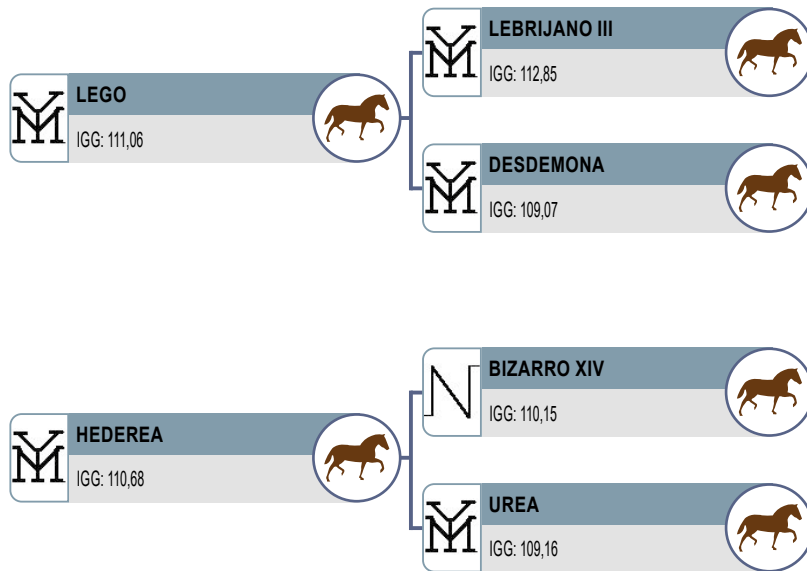 LEBRIJANO III
IGG: 112,85
LEGO
IGG: 111,06
DESDEMONA
IGG: 109,07
BIZARRO XIV
IGG: 110,15
HEDEREA
IGG: 110,68
UREA
IGG: 109,16